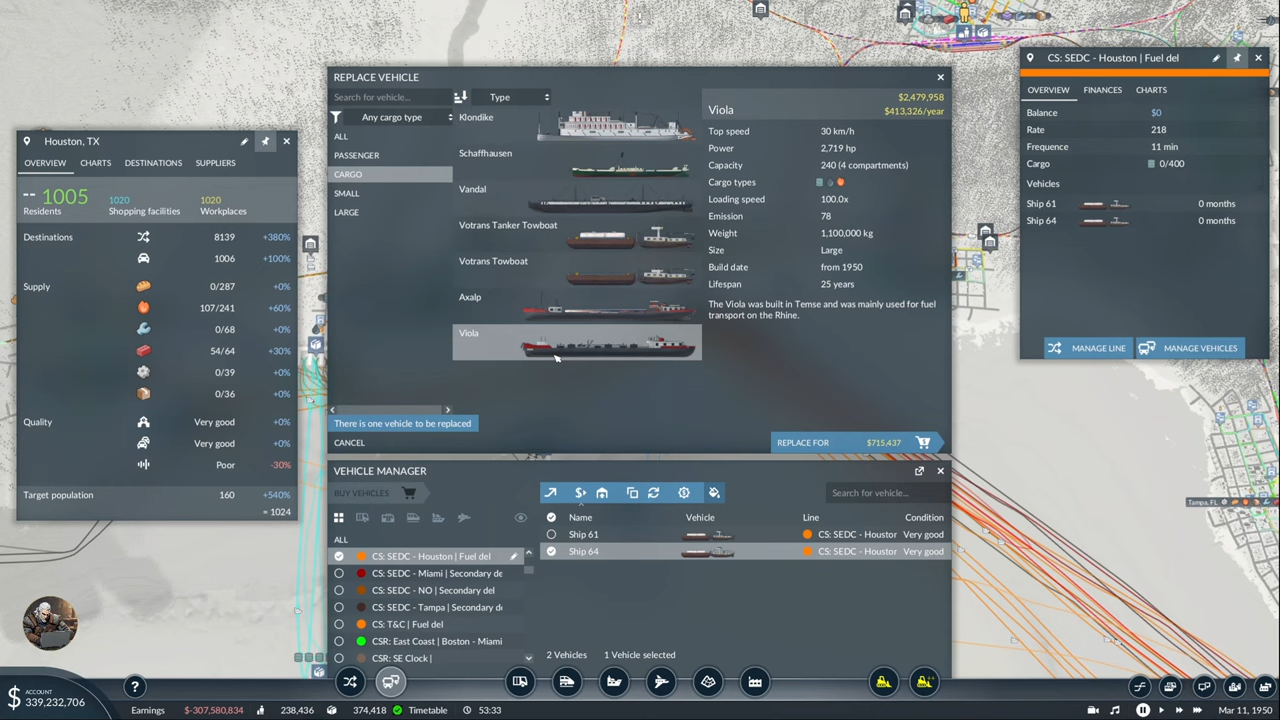 Houston, TX
OVERVIEW CHARTS DESTINATIONS SUPPLIERS
-- 1005 1020 1020
Residents Shopping facilities Workplaces
Destinations 8139 +380%
1006 +100%
Supply 0/287 +0%
107/241 +60%
0/68 +0%
54/64 +30%
0/39 +0%
0/36 +0%
Quality Very good +0%
Very good +0%
Poor -30%
Target population 160 +540%
= 1024
REPLACE VEHICLE
Search for vehicle...
Type
Any cargo type
ALL
PASSENGER
CARGO
SMALL
LARGE
Klondike
Schaffhausen
Vandal
Votrans Tanker Towboat
Votrans Towboat
Axalp
Viola
Viola
$2,479,958
$413,326/year
Top speed 30 km/h
Power 2,719 hp
Capacity 240 (4 compartments)
Cargo types
Loading speed 100.0x
Emission 78
Weight 1,100,000 kg
Size Large
Build date from 1950
Lifespan 25 years
The Viola was built in Temse and was mainly used for fuel
transport on the Rhine.
There is one vehicle to be replaced
CANCEL
REPLACE FOR $715,437
VEHICLE MANAGER
BUY VEHICLES
Search for vehicle...
ALL
CS: SEDC - Houston | Fuel del
CS: SEDC - Miami | Secondary de
CS: SEDC - NO | Secondary del
CS: SEDC - Tampa | Secondary d
CS: T&C | Fuel del
CSR: East Coast | Boston - Miami
CSR: SE Clock |
Name Vehicle Line Condition
Ship 61 CS: SEDC - Houstor Very good
Ship 64 CS: SEDC - Houstor Very good
2 Vehicles 1 Vehicle selected
CS: SEDC - Houston | Fuel del
OVERVIEW FINANCES CHARTS
Balance $0
Rate 218
Frequence 11 min
Cargo 0/400
Vehicles
Ship 61 0 months
Ship 64 0 months
MANAGE LINE MANAGE VEHICLES
Tampa, FL
?
$ ACCOUNT
339,232,706
Earnings $-307,580,834 238,436 374,418 Timetable 53:33 Mar 11, 1950